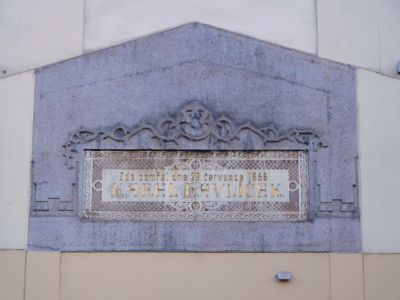 Zde zemřel dne 29. července 1856
KAREL HAVLÍČEK